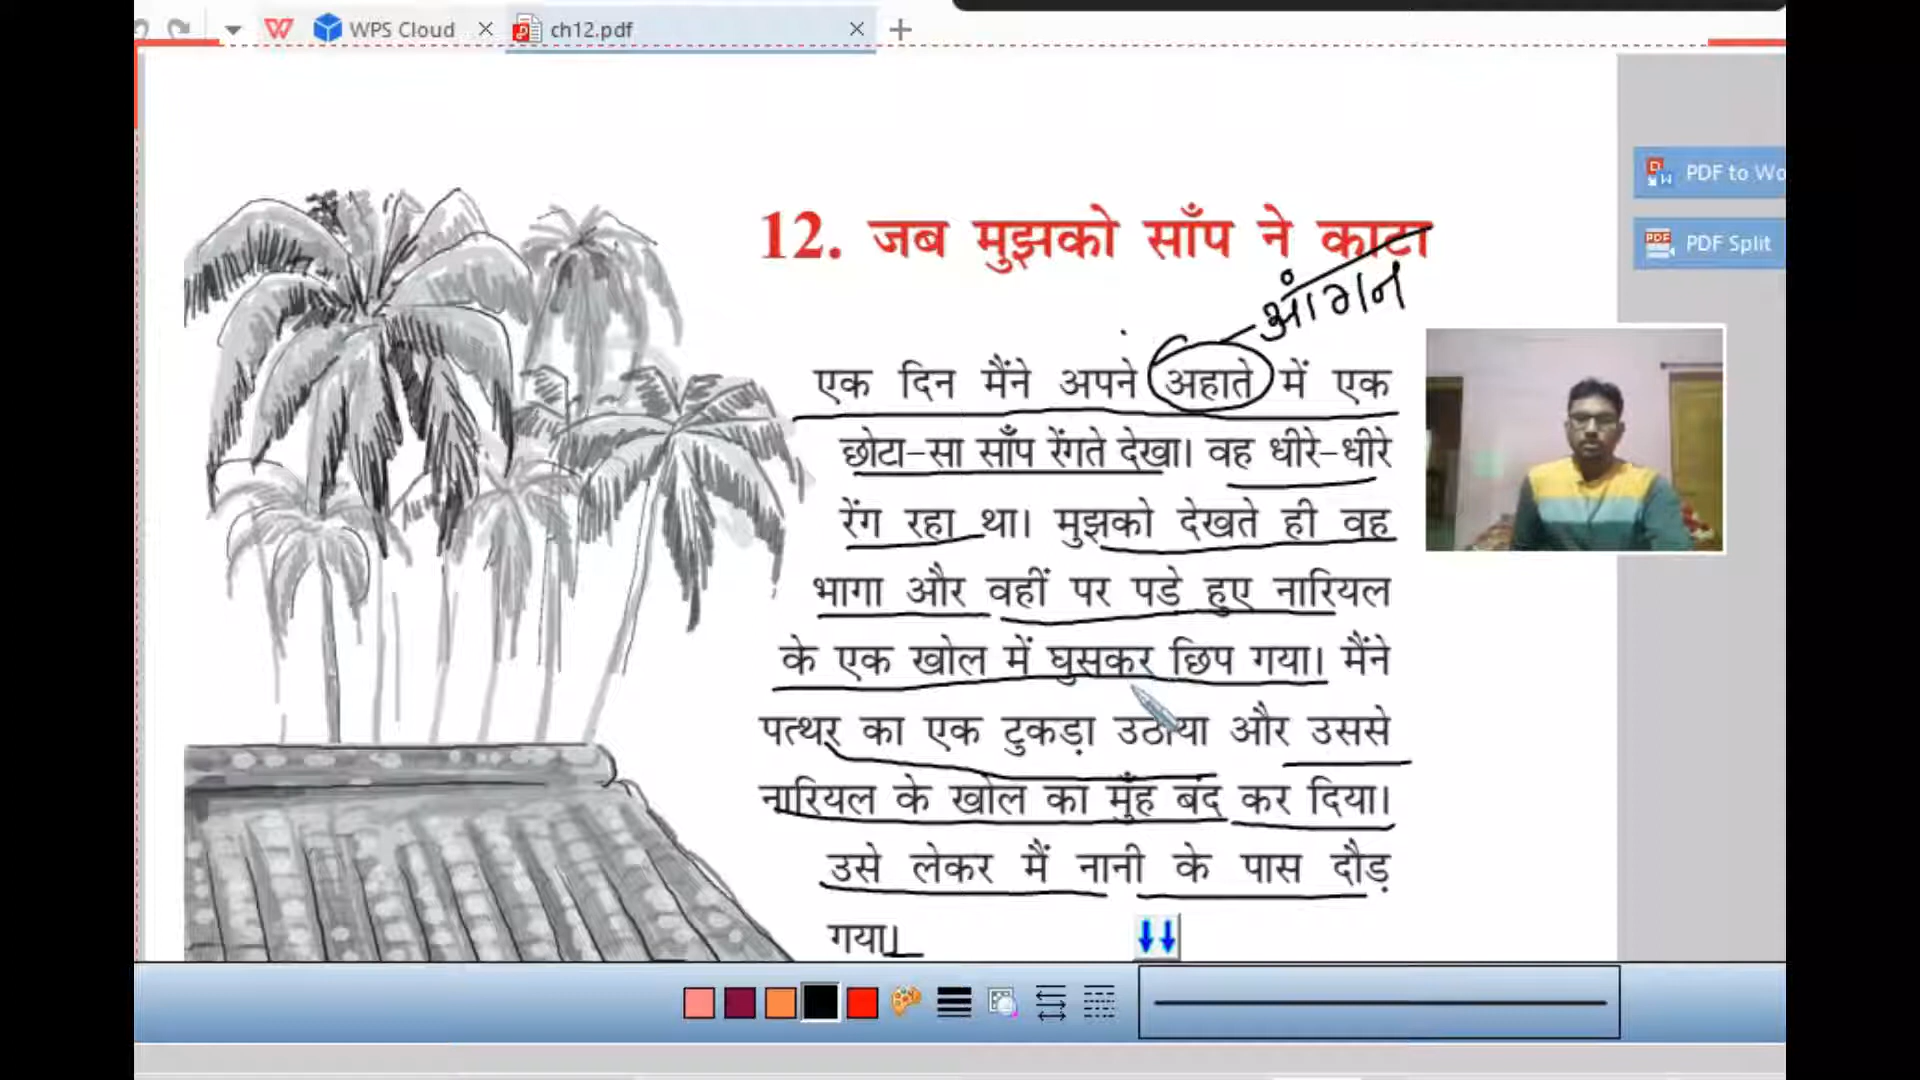 WPS Cloud
ch12.pdf
PDF to Wo
PDF Split
12. जब मुझको साँप ने काटा
आंगन
एक दिन मैंने अपने अहाते में एक
छोटा-सा साँप रेंगते देखा। वह धीरे-धीरे
रेंग रहा था। मुझको देखते ही वह
भागा और वहीं पर पड़े हुए नारियल
के एक खोल में घुसकर छिप गया। मैंने
पत्थर का एक टुकड़ा उठाया और उससे
नारियल के खोल का मुँह बंद कर दिया।
उसे लेकर मैं नानी के पास दौड़
गया।